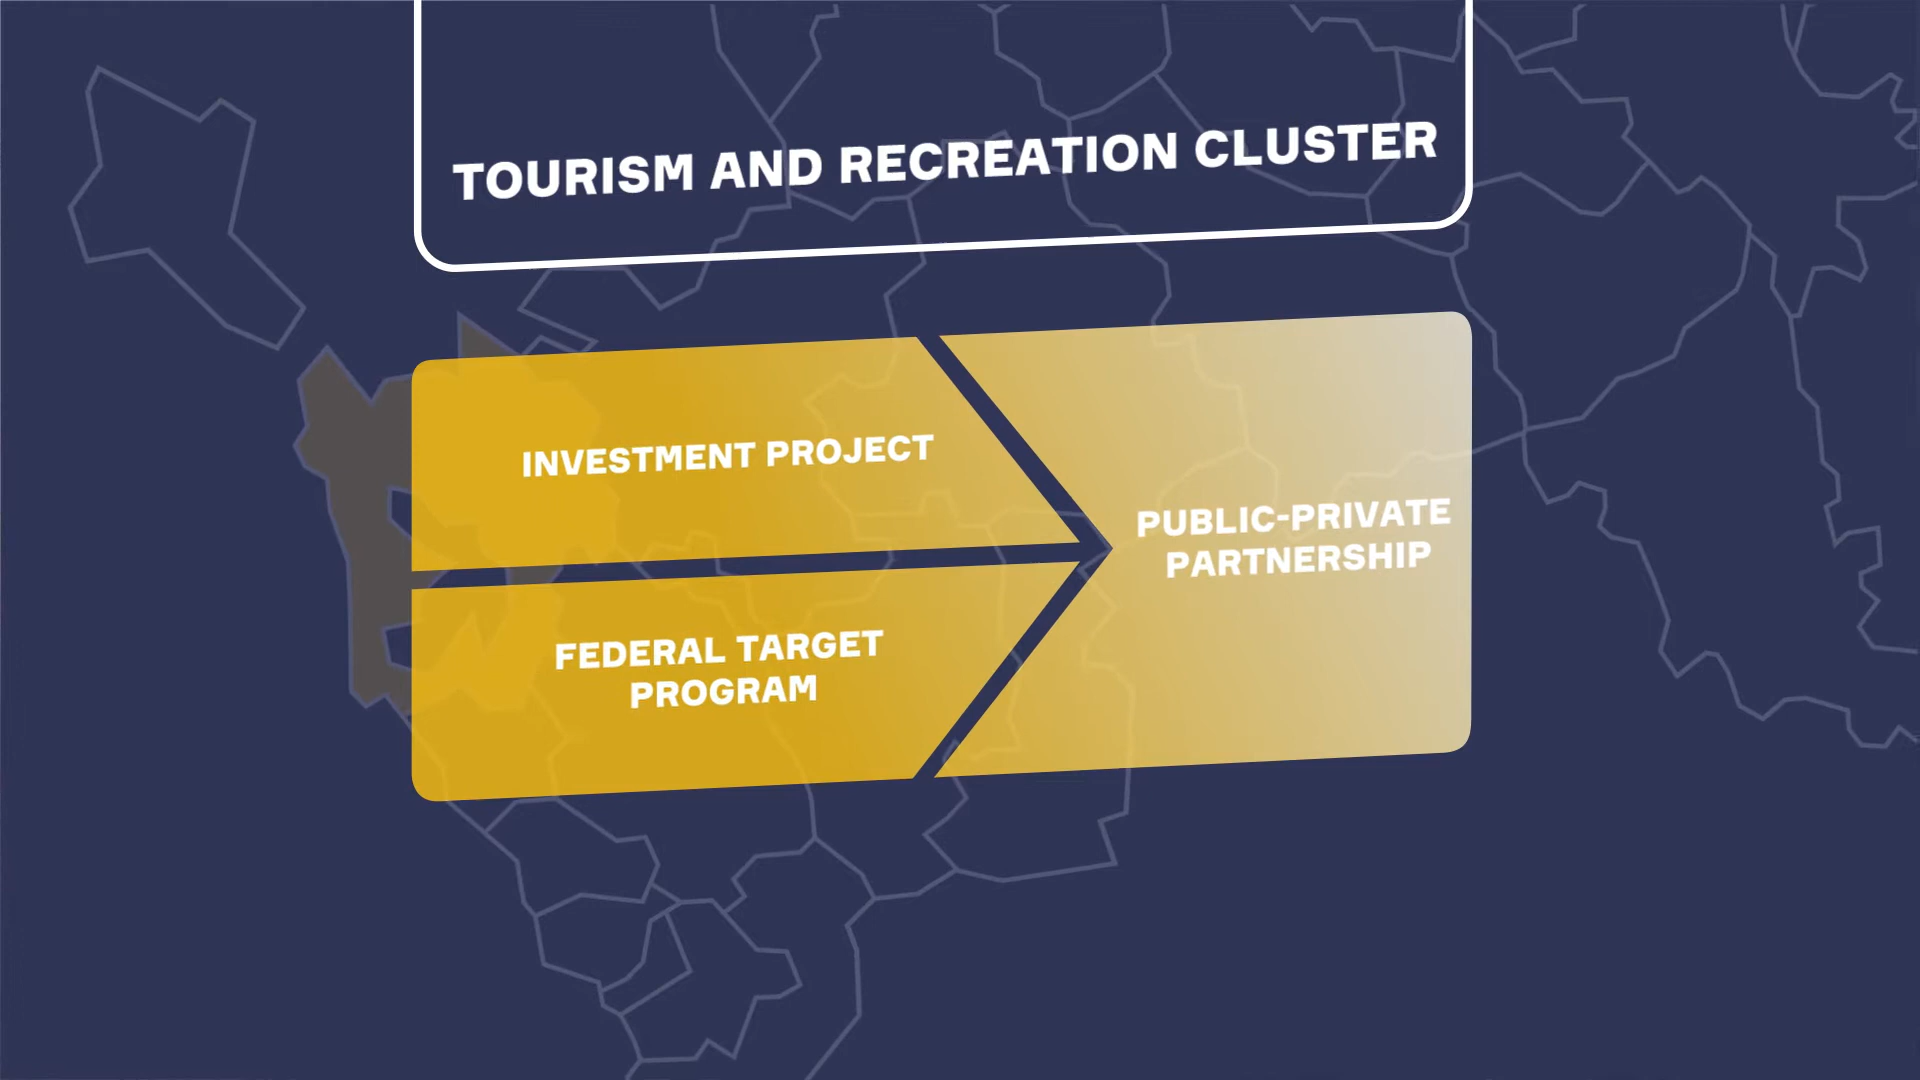 TOURISM AND RECREATION CLUSTER
INVESTMENT PROJECT
FEDERAL TARGET
PROGRAM
PUBLIC-PRIVATE
PARTNERSHIP